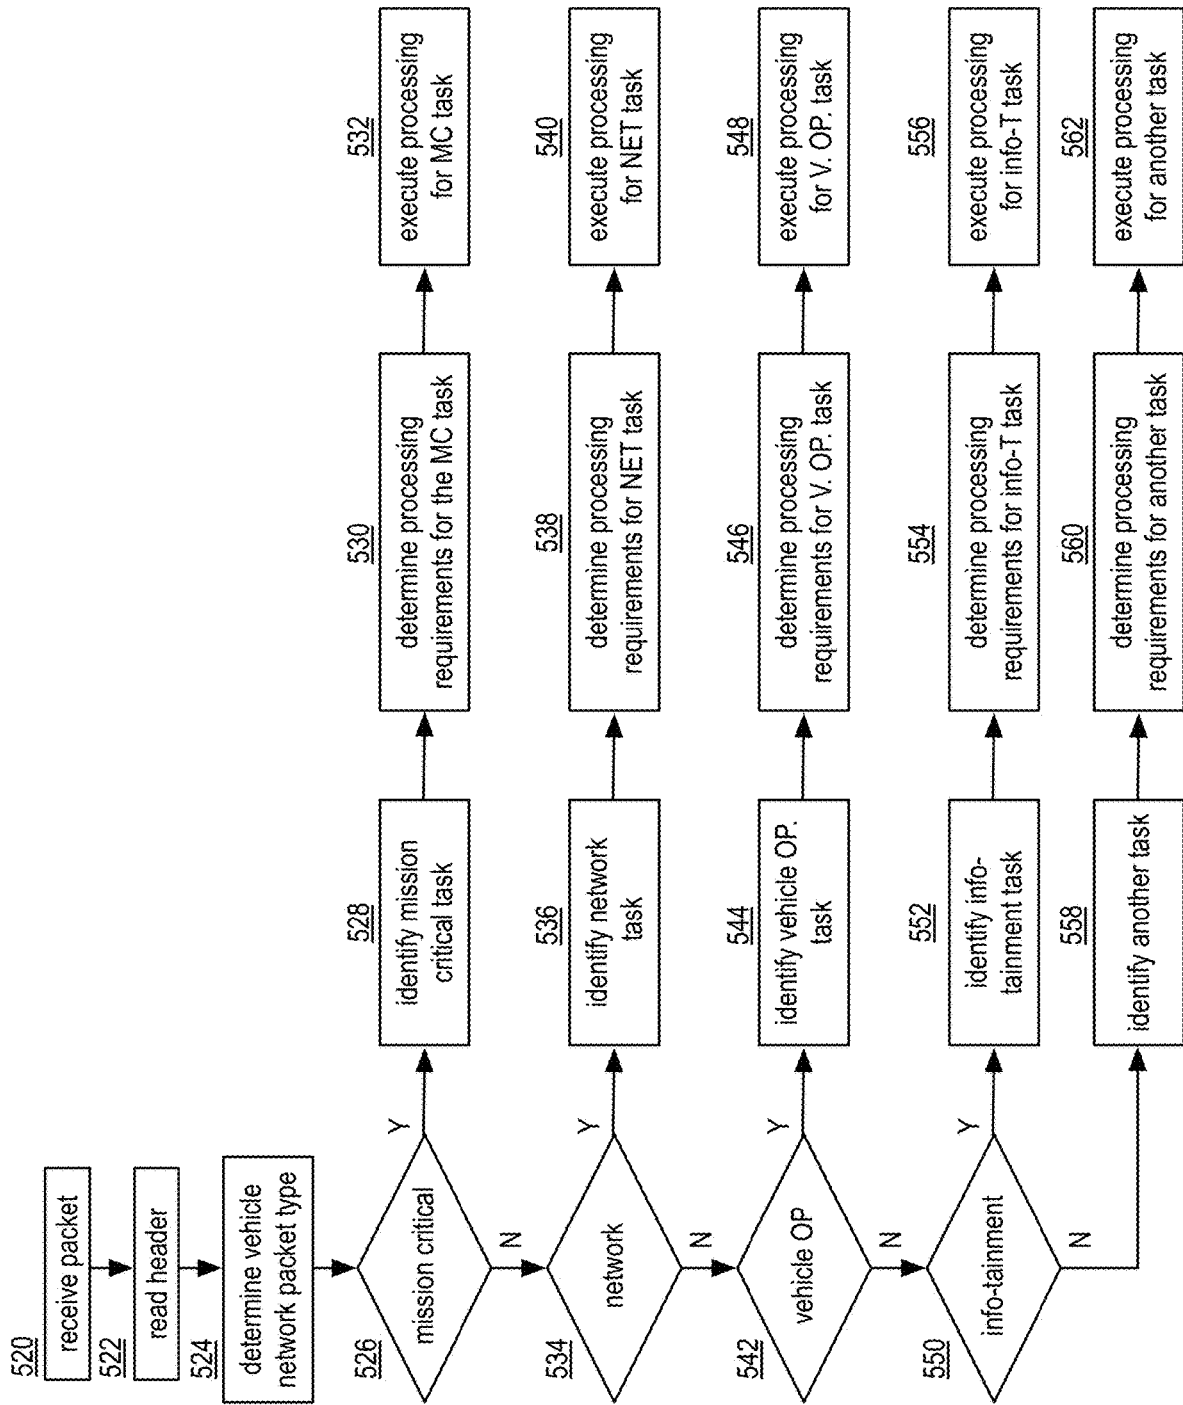 520
receive packet
522
read header
524
determine vehicle
network packet type
526
mission critical
Y
N
528
identify mission
critical task
530
determine processing
requirements for the MC task
532
execute processing
for MC task
534
network
Y
N
536
identify network
task
538
determine processing
requirements for NET task
540
execute processing
for NET task
542
vehicle OP
Y
N
544
identify vehicle OP.
task
546
determine processing
requirements for V. OP. task
548
execute processing
for V. OP. task
550
info-tainment
Y
N
552
identify info-
tainment task
554
determine processing
requirements for info-T task
556
execute processing
for info-T task
558
identify another task
560
determine processing
requirements for another task
562
execute processing
for another task